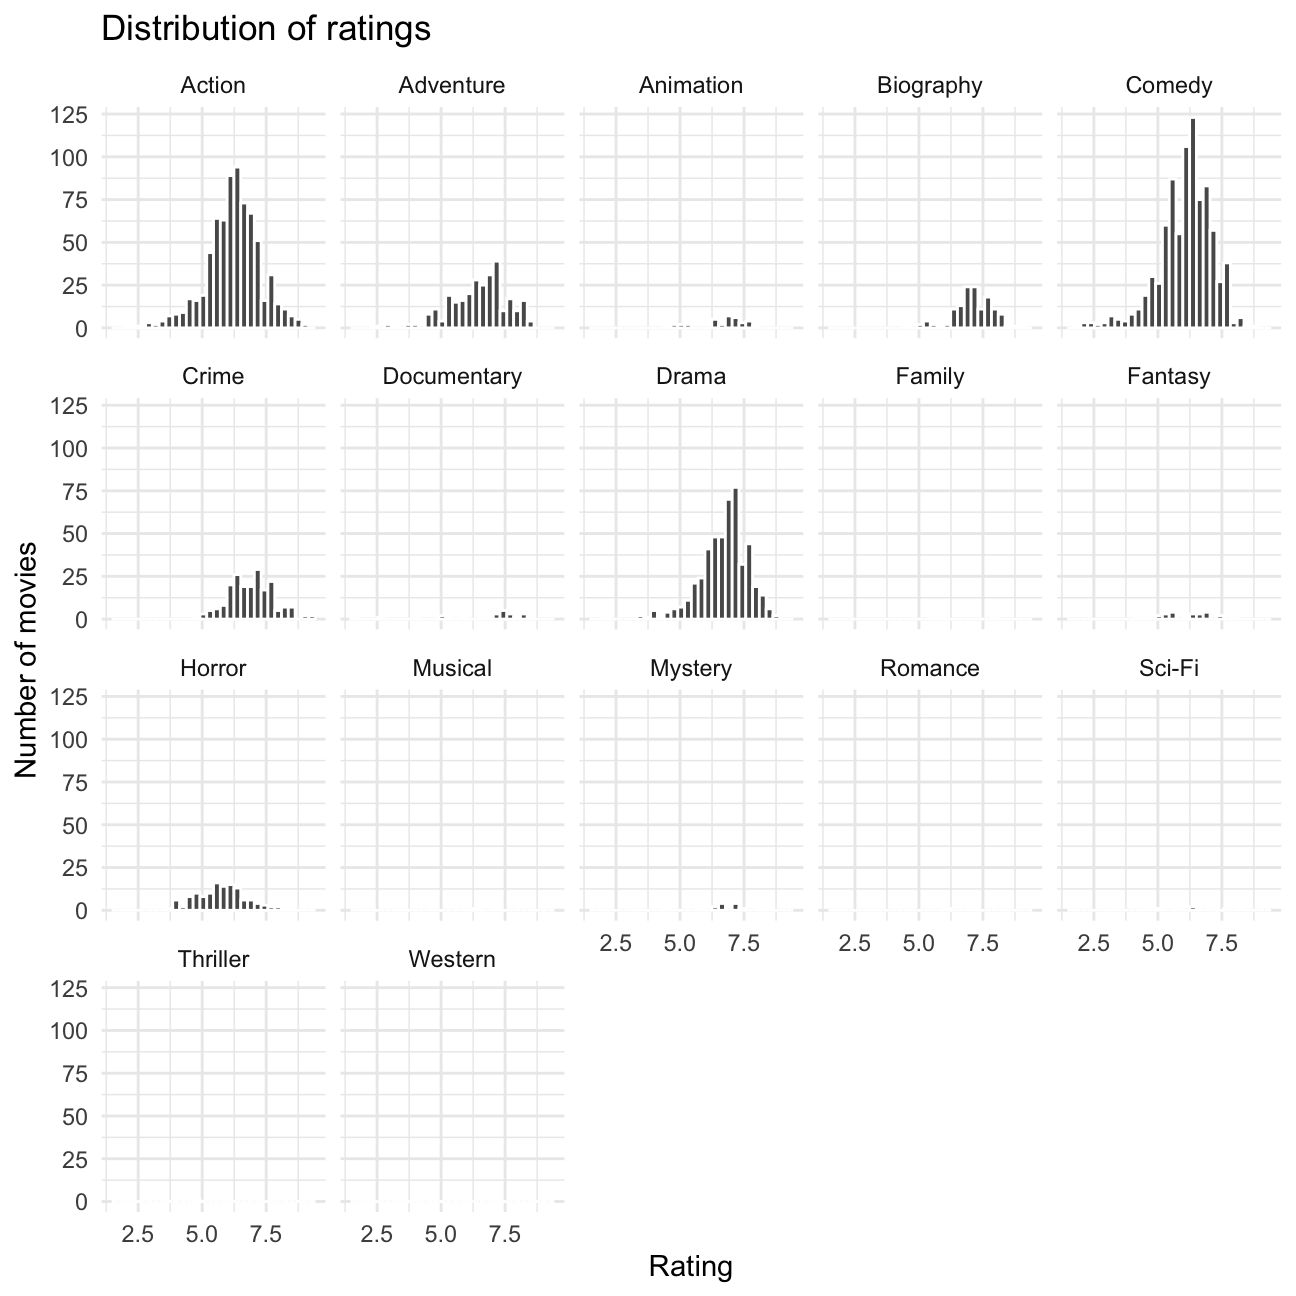 Distribution of ratings
Action Adventure Animation Biography Comedy
125
100
75
50
25
0
Crime Documentary Drama Family Fantasy
125
100
75
50
25
0
Number of movies
Horror Musical Mystery Romance Sci-Fi
125
100
75
50
25
0
2.5 5.0 7.5 2.5 5.0 7.5 2.5 5.0 7.5
Thriller Western
125
100
75
50
25
0
2.5 5.0 7.5 2.5 5.0 7.5
Rating